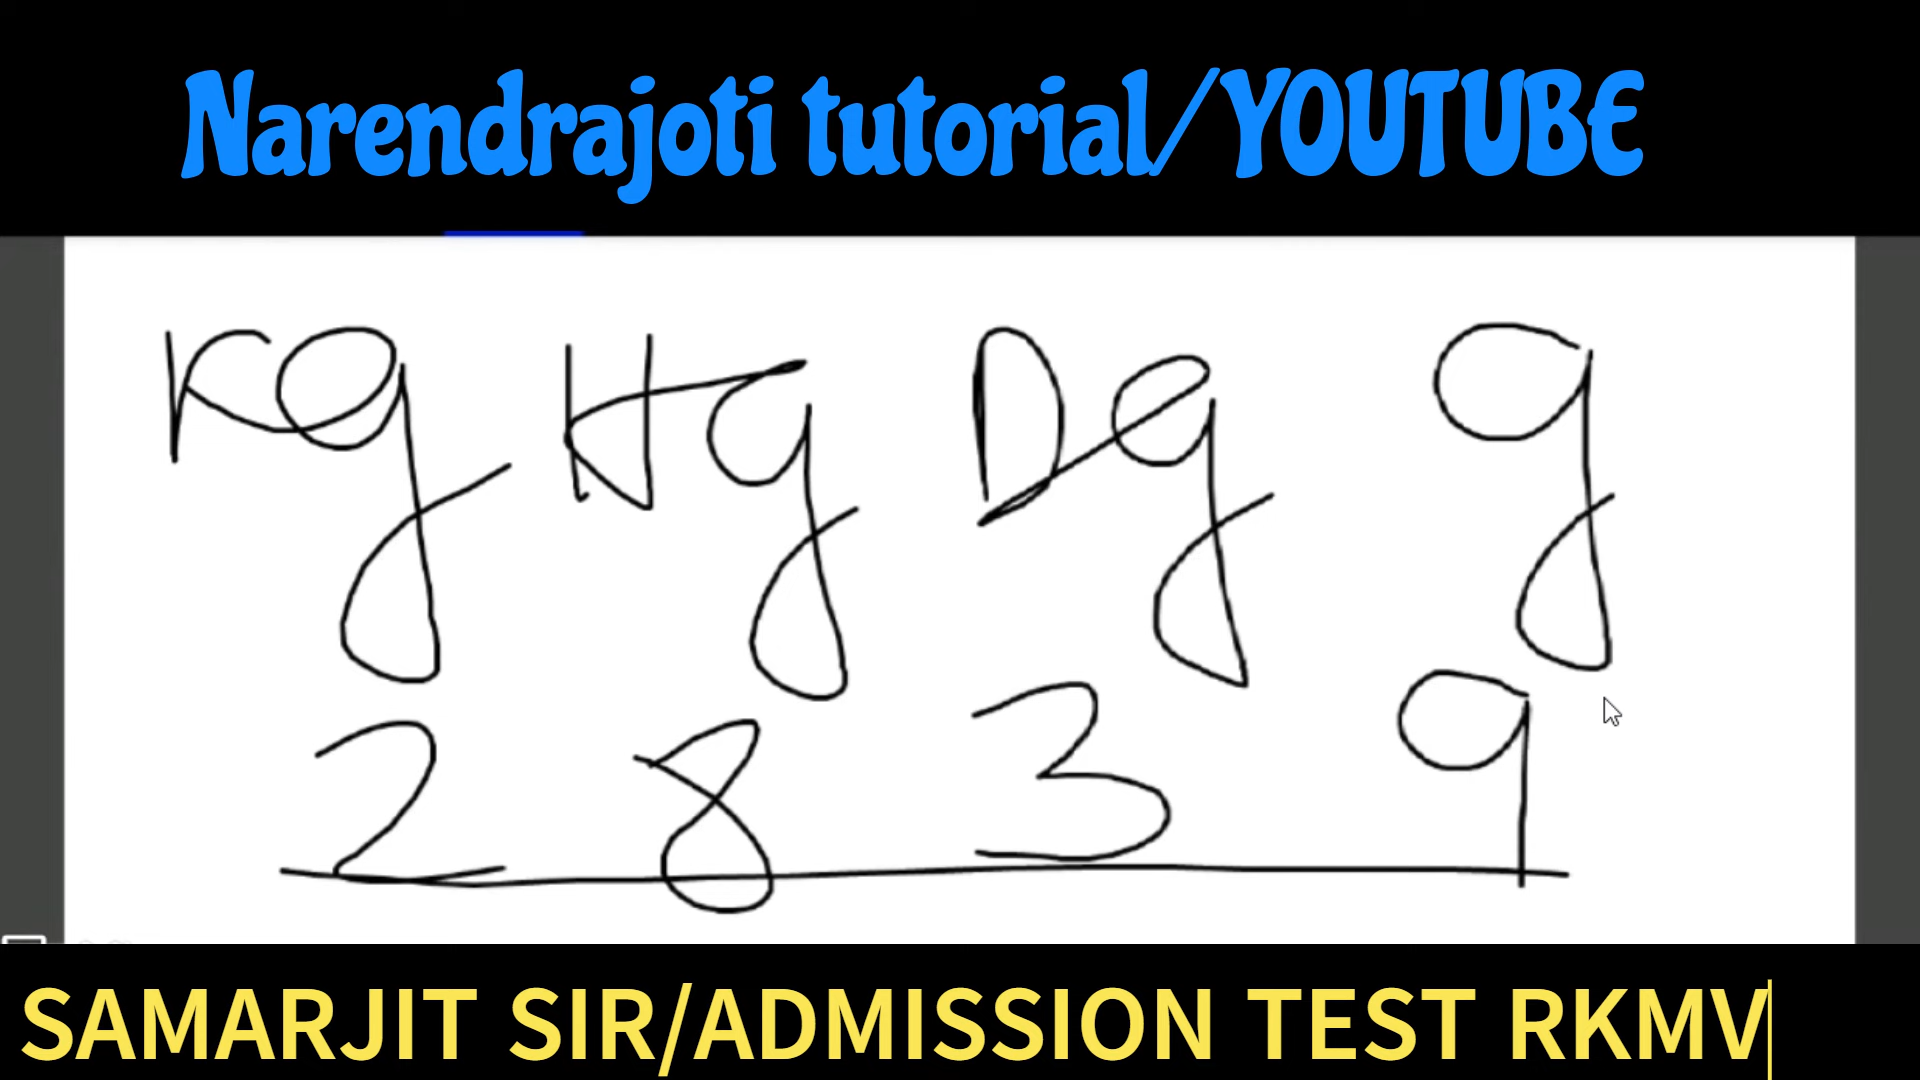 Narendrajoti tutorial/YOUTUBE
Kg Hg Dg g
2 8 3 9
SAMARJIT SIR/ADMISSION TEST RKMV